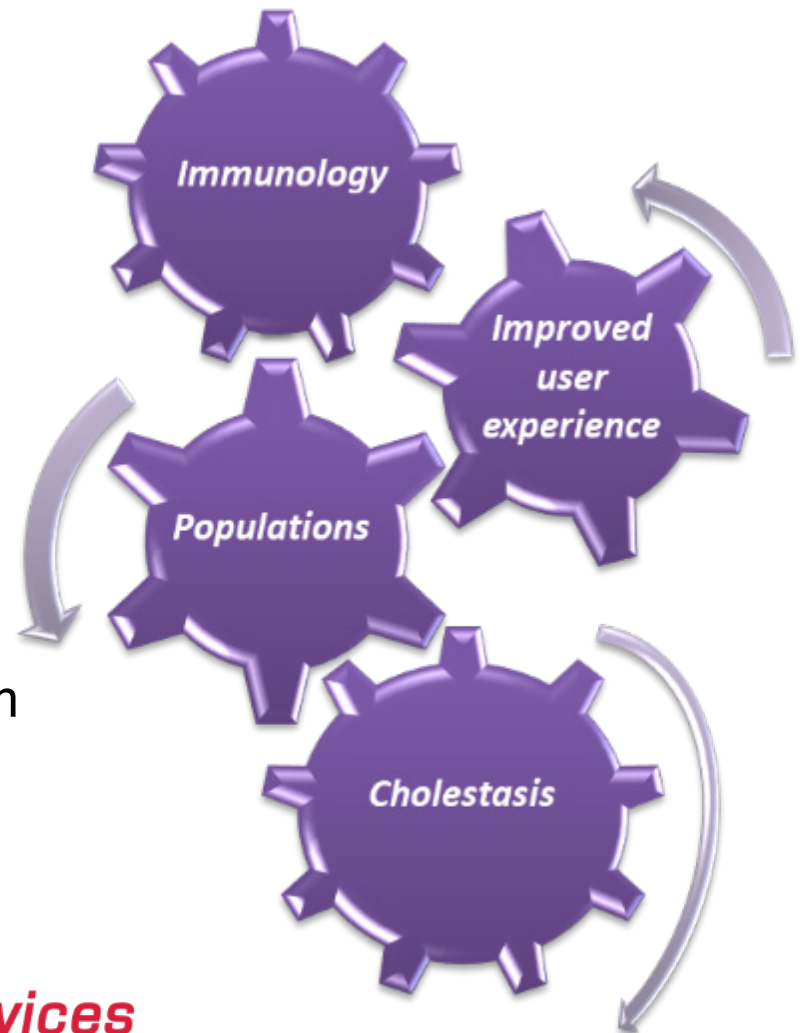 Immunology
Improved
user
experience
Populations
n
Cholestasis
vices